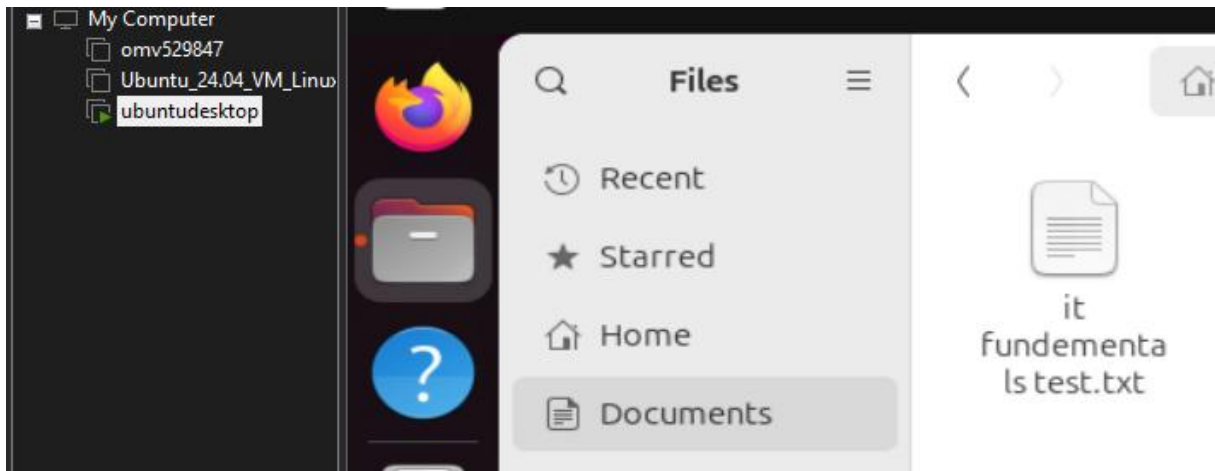 My Computer
omv529847
Ubuntu_24.04_VM_Linux
ubuntudesktop
Files
Recent
Starred
Home
Documents
it
fundementa
ls test.txt